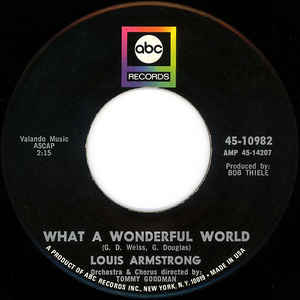 abc
RECORDS
Valando Music
ASCAP
2:15
45-10982
AMP 45-14207
Produced by:
BOB THIELE
WHAT A WONDERFUL WORLD
(G. D. Weiss, G. Douglas)
LOUIS ARMSTRONG
Orchestra & Chorus directed by:
TOMMY GOODMAN
A PRODUCT OF ABC RECORDS INC., NEW YORK, N.Y. 10019 • MADE IN U.S.A.